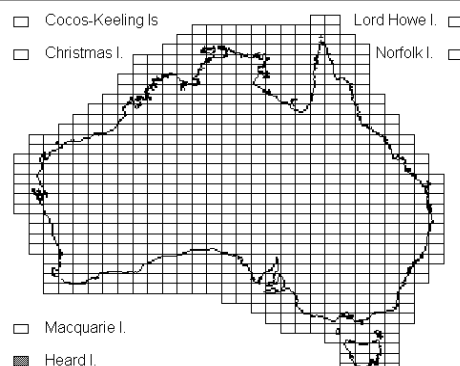 Cocos-Keeling Is
Lord Howe I.
Christmas I.
Norfolk I.
Macquarie I.
Heard I.